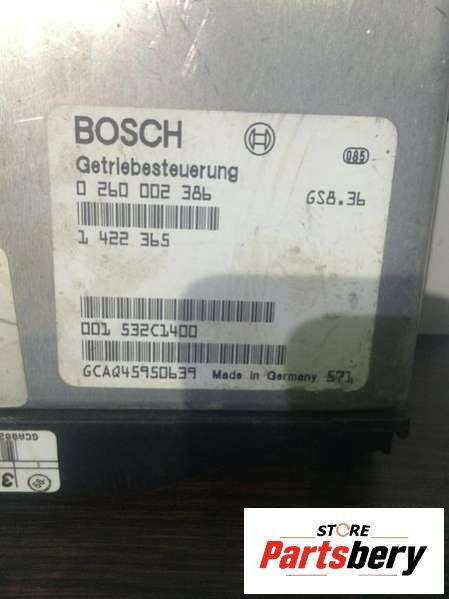 BOSCH
085
Getriebesteuerung
0 260 002 386
GS8.36
1 422 365
001 532C1400
GCAQ45950639 Made in Germany 571
STORE
Partsbery